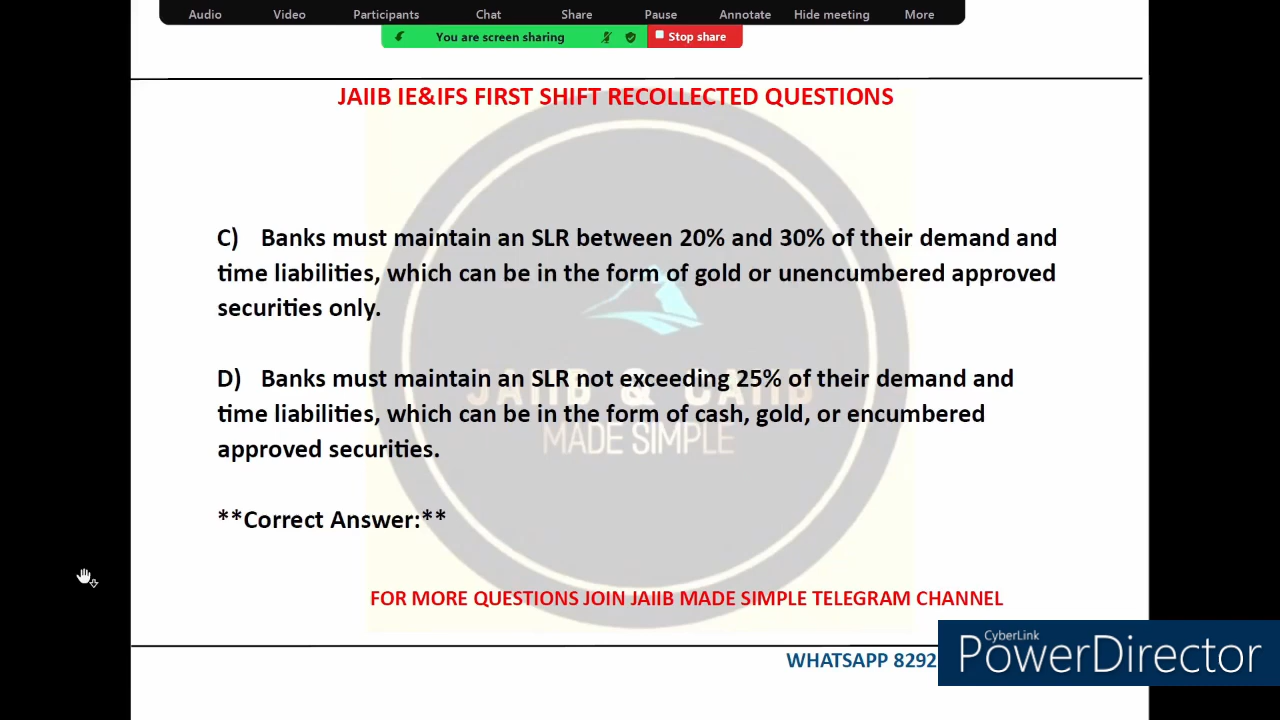 Audio Video Participants Chat Share Pause Annotate Hide meeting More
You are screen sharing Stop share
JAIIB IE&IFS FIRST SHIFT RECOLLECTED QUESTIONS
C) Banks must maintain an SLR between 20% and 30% of their demand and
time liabilities, which can be in the form of gold or unencumbered approved
securities only.
D) Banks must maintain an SLR not exceeding 25% of their demand and
time liabilities, which can be in the form of cash, gold, or encumbered
approved securities.
JAIIB & CAIIB
MADE SIMPLE
**Correct Answer:**
FOR MORE QUESTIONS JOIN JAIIB MADE SIMPLE TELEGRAM CHANNEL
WHATSAPP 8292
CyberLink
PowerDirector